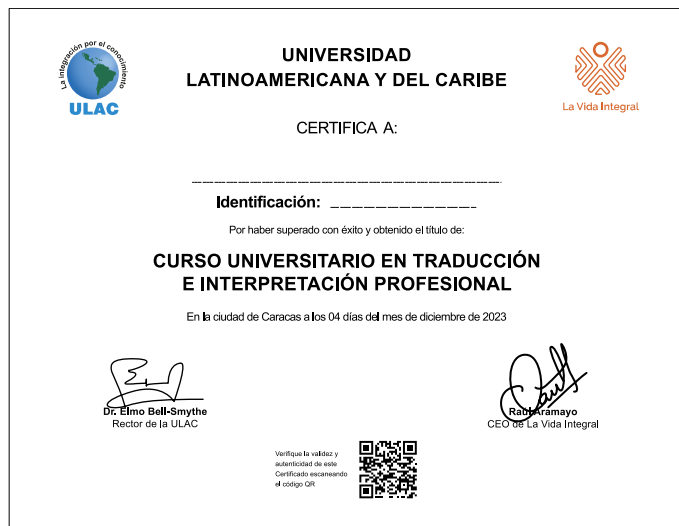 La integración por el conocimiento
ULAC
UNIVERSIDAD
LATINOAMERICANA Y DEL CARIBE
La Vida Integral
CERTIFICA A:
Identificación:
Por haber superado con éxito y obtenido el título de:
CURSO UNIVERSITARIO EN TRADUCCIÓN
E INTERPRETACIÓN PROFESIONAL
En la ciudad de Caracas a los 04 días del mes de diciembre de 2023
Dr. Elmo Bell-Smythe
Rector de la ULAC
Raúl Aramayo
CEO de La Vida Integral
Verifique la validez y
autenticidad de este
Certificado escaneando
el código QR